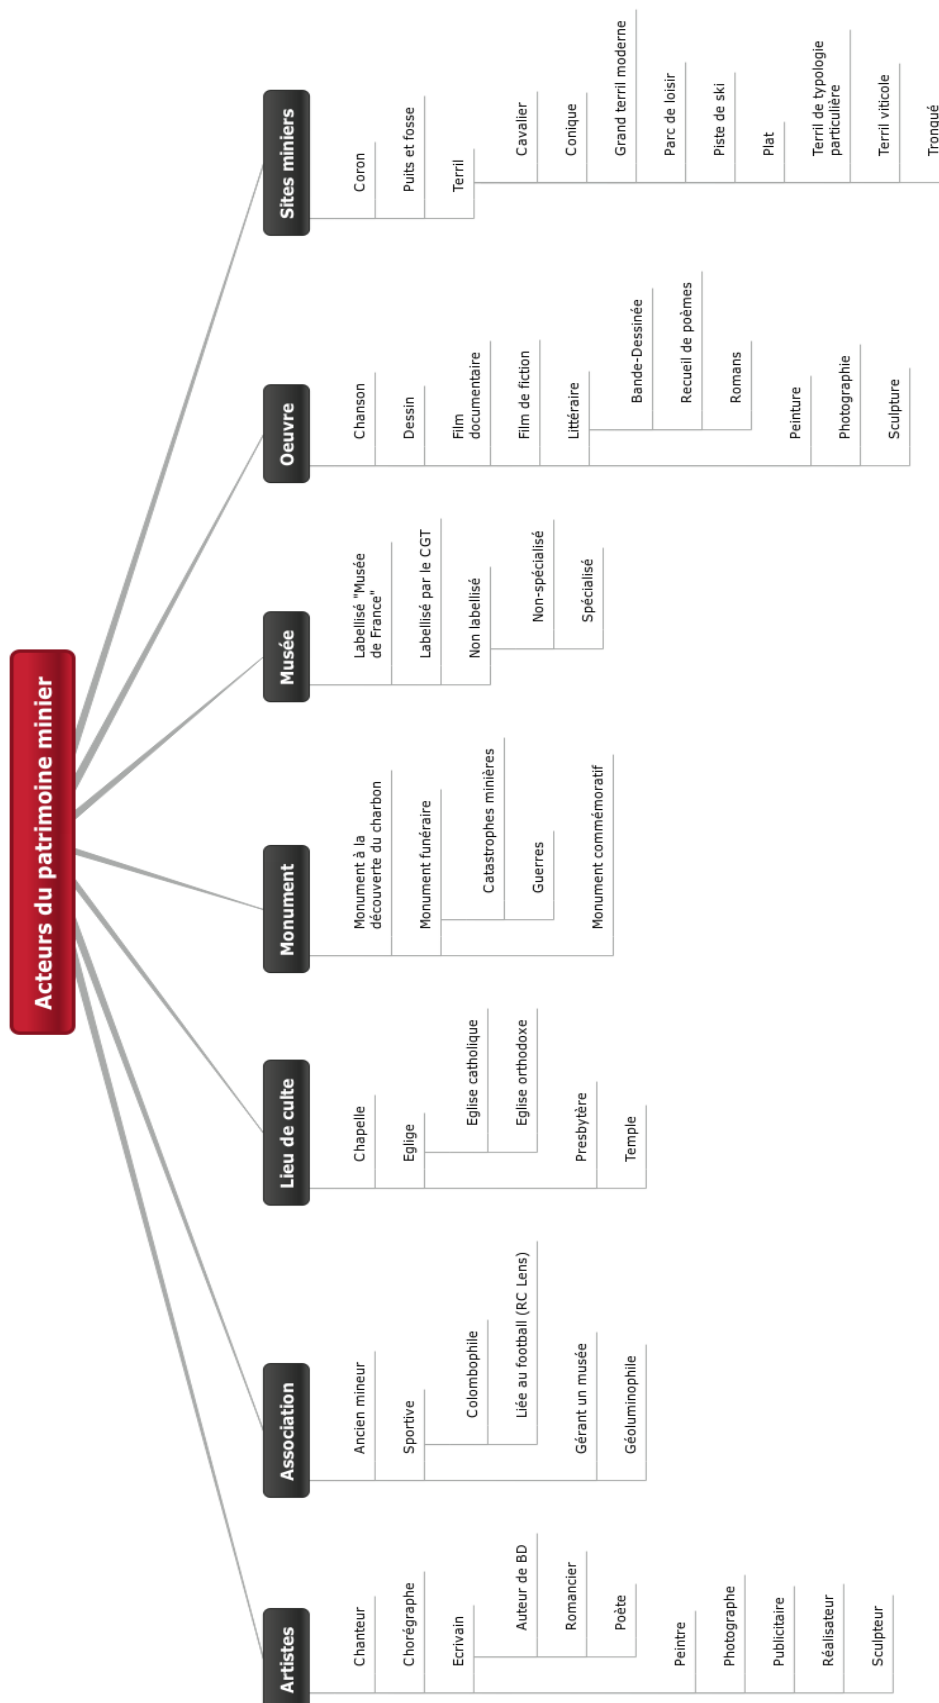 Acteurs du patrimoine minier
Artistes
Chanteur
Chorégraphe
Ecrivain
Auteur de BD
Romancier
Poète
Peintre
Photographe
Publicitaire
Réalisateur
Sculpteur
Association
Ancien mineur
Sportive
Colombophile
Liée au football (RC Lens)
Gérant un musée
Géoluminophile
Lieu de culte
Chapelle
Eglige
Eglise catholique
Eglise orthodoxe
Presbytère
Temple
Monument
Monument à la
découverte du charbon
Monument funéraire
Catastrophes minières
Guerres
Monument commémoratif
Musée
Labellisé "Musée
de France"
Labellisé par le CGT
Non labellisé
Non-spécialisé
Spécialisé
Oeuvre
Chanson
Dessin
Film
documentaire
Film de fiction
Littéraire
Bande-Dessinée
Recueil de poèmes
Romans
Peinture
Photographie
Sculpture
Sites miniers
Coron
Puits et fosse
Terril
Cavalier
Conique
Grand terril moderne
Parc de loisir
Piste de ski
Plat
Terril de typologie
particulière
Terril viticole
Tronqué